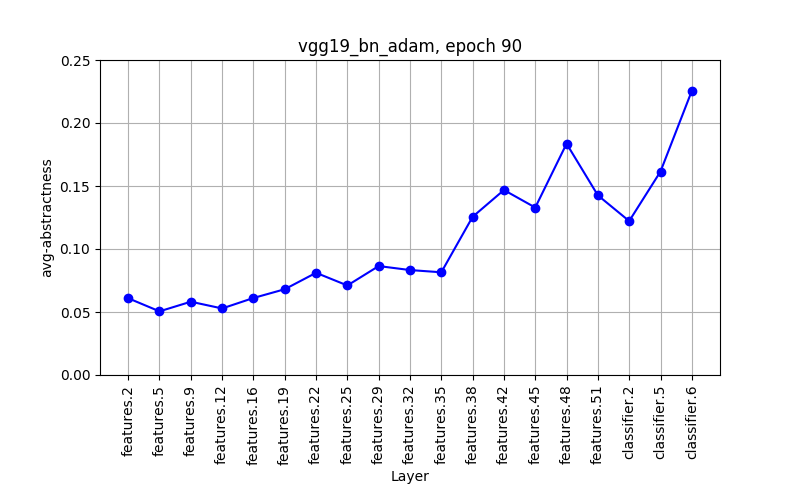 vgg19_bn_adam, epoch 90
avg-abstractness
0.25
0.20
0.15
0.10
0.05
0.00
features.2
features.5
features.9
features.12
features.16
features.19
features.22
features.25
features.29
features.32
features.35
features.38
features.42
features.45
features.48
features.51
classifier.2
classifier.5
classifier.6
Layer